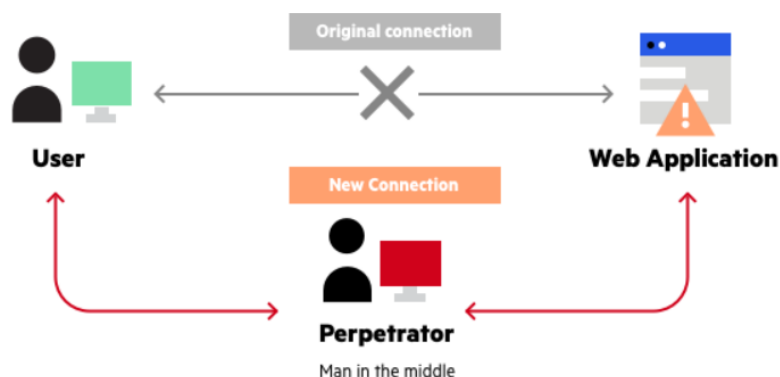 Original connection
User
Web Application
New Connection
Perpetrator
Man in the middle